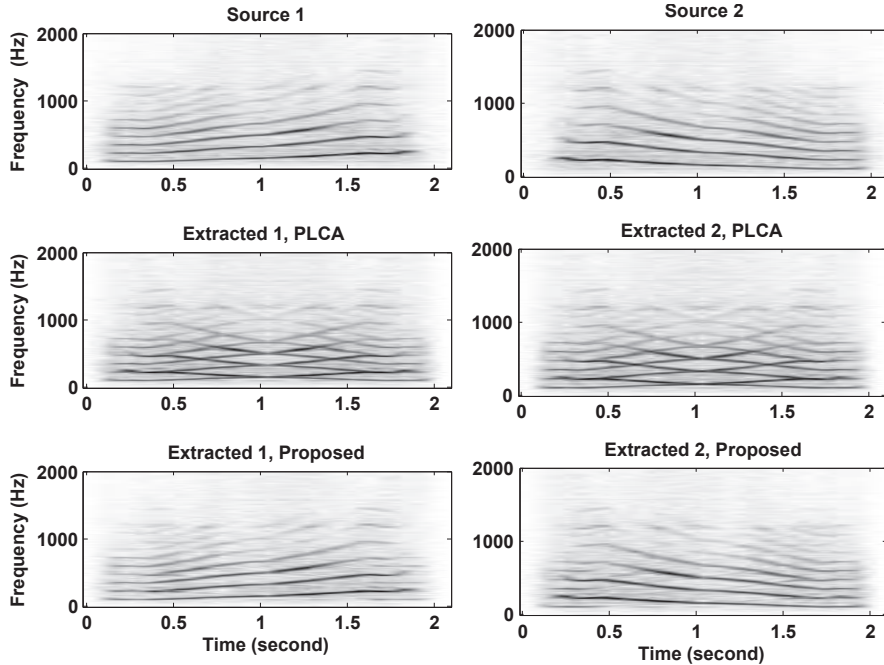 Source 1
Source 2
Frequency (Hz)
2000
1000
0
0 0.5 1 1.5 2
2000
1000
0
0 0.5 1 1.5 2
Extracted 1, PLCA
Extracted 2, PLCA
Frequency (Hz)
2000
1000
0
0 0.5 1 1.5 2
2000
1000
0
0 0.5 1 1.5 2
Extracted 1, Proposed
Extracted 2, Proposed
Frequency (Hz)
2000
1000
0
0 0.5 1 1.5 2
Time (second)
2000
1000
0
0 0.5 1 1.5 2
Time (second)